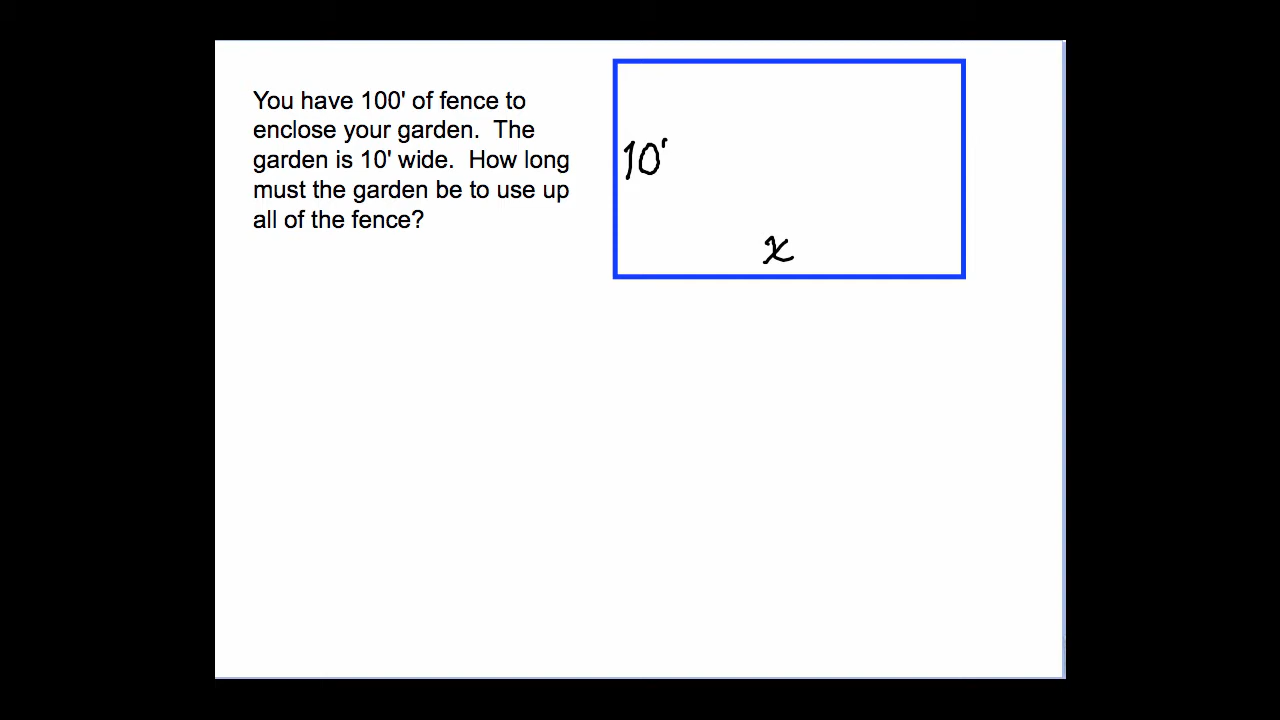 You have 100' of fence to
enclose your garden.  The
garden is 10' wide.  How long
must the garden be to use up
all of the fence?
10'
x